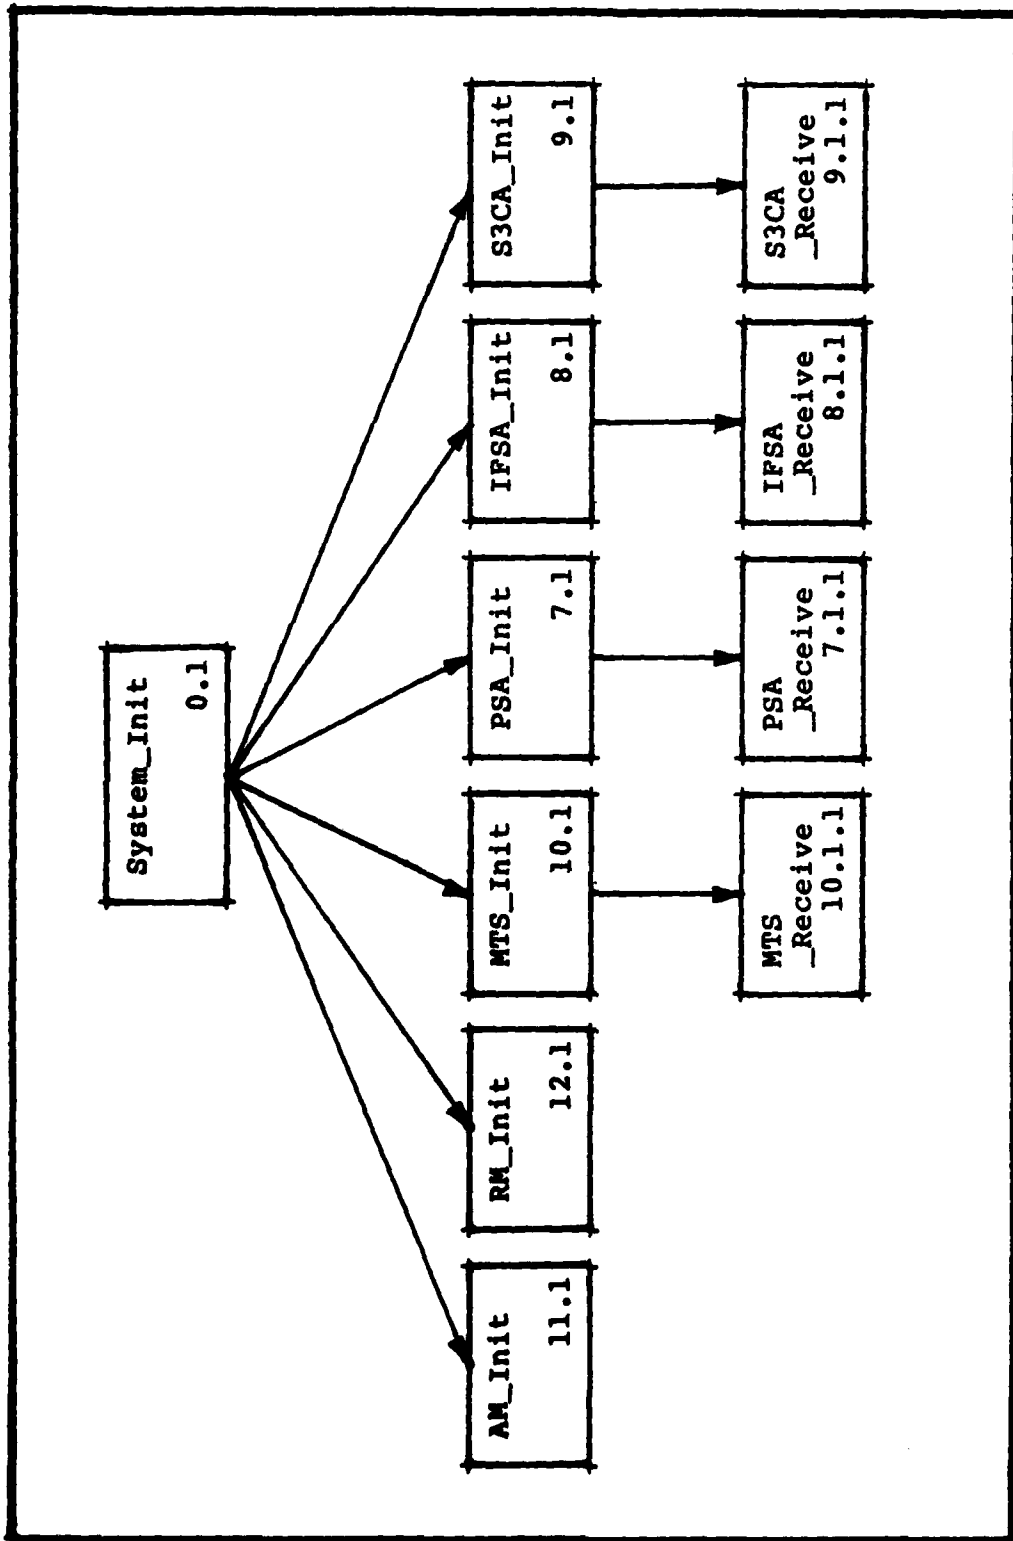 System_Init
0.1
AM_Init
11.1
RM_Init
12.1
MTS_Init
10.1
PSA_Init
7.1
IFSA_Init
8.1
S3CA_Init
9.1
MTS
_Receive
10.1.1
PSA
_Receive
7.1.1
IFSA
_Receive
8.1.1
S3CA
_Receive
9.1.1